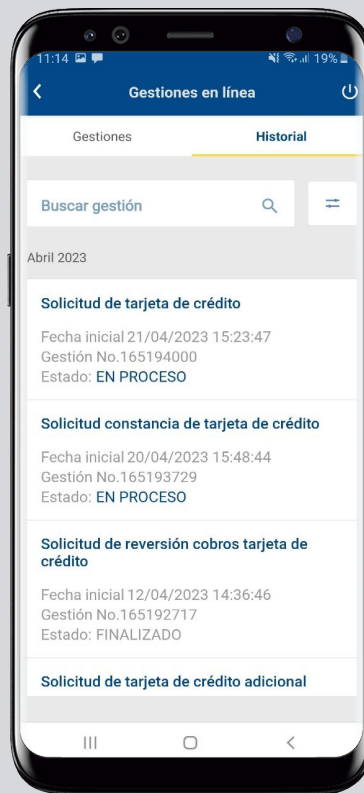 11:14 19%
Gestiones en línea
Gestiones Historial
Buscar gestión
Abril 2023
Solicitud de tarjeta de crédito
Fecha inicial 21/04/2023 15:23:47
Gestión No.165194000
Estado: EN PROCESO
Solicitud constancia de tarjeta de crédito
Fecha inicial 20/04/2023 15:48:44
Gestión No.165193729
Estado: EN PROCESO
Solicitud de reversión cobros tarjeta de
crédito
Fecha inicial 12/04/2023 14:36:46
Gestión No.165192717
Estado: FINALIZADO
Solicitud de tarjeta de crédito adicional